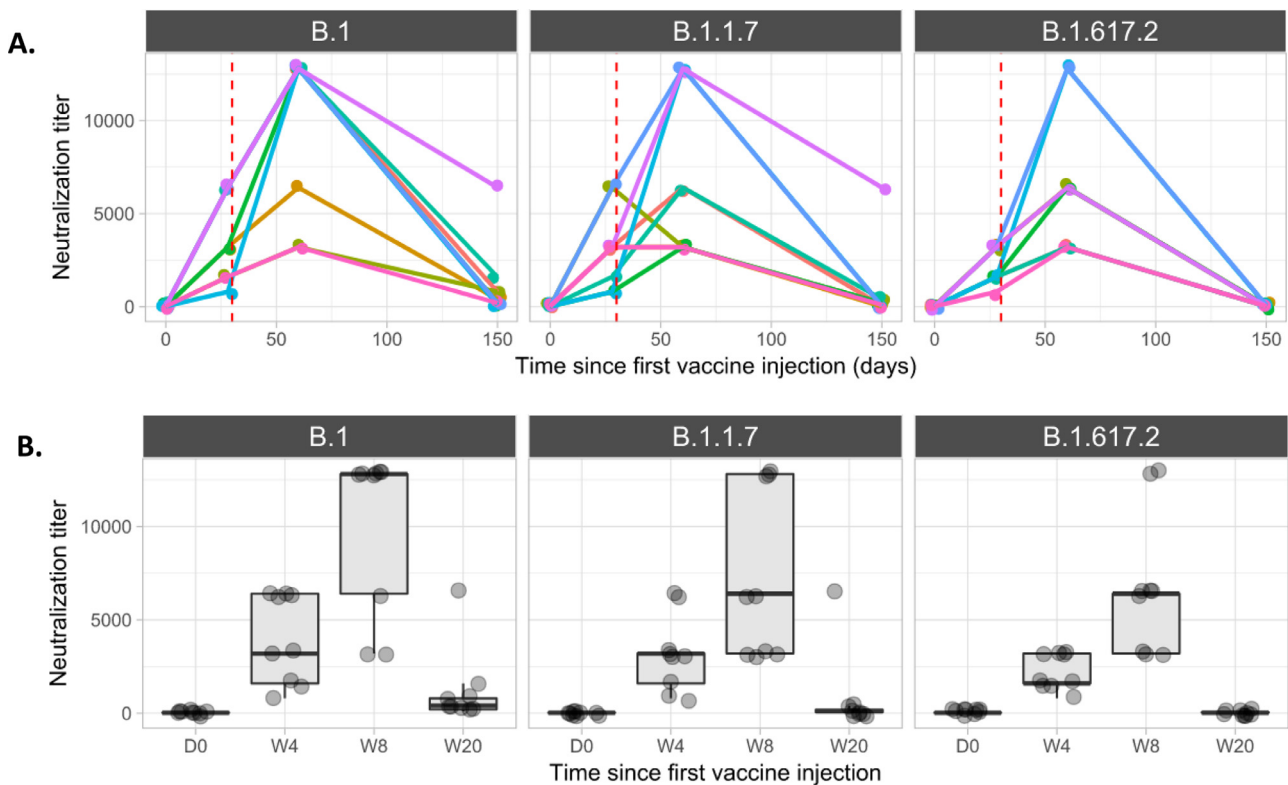 A.
B.1 B.1.1.7 B.1.617.2
Neutralization titer
10000
5000
0
0 50 100 150 0 50 100 150 0 50 100 150
Time since first vaccine injection (days)
B.
B.1 B.1.1.7 B.1.617.2
Neutralization titer
10000
5000
0
D0 W4 W8 W20 D0 W4 W8 W20 D0 W4 W8 W20
Time since first vaccine injection